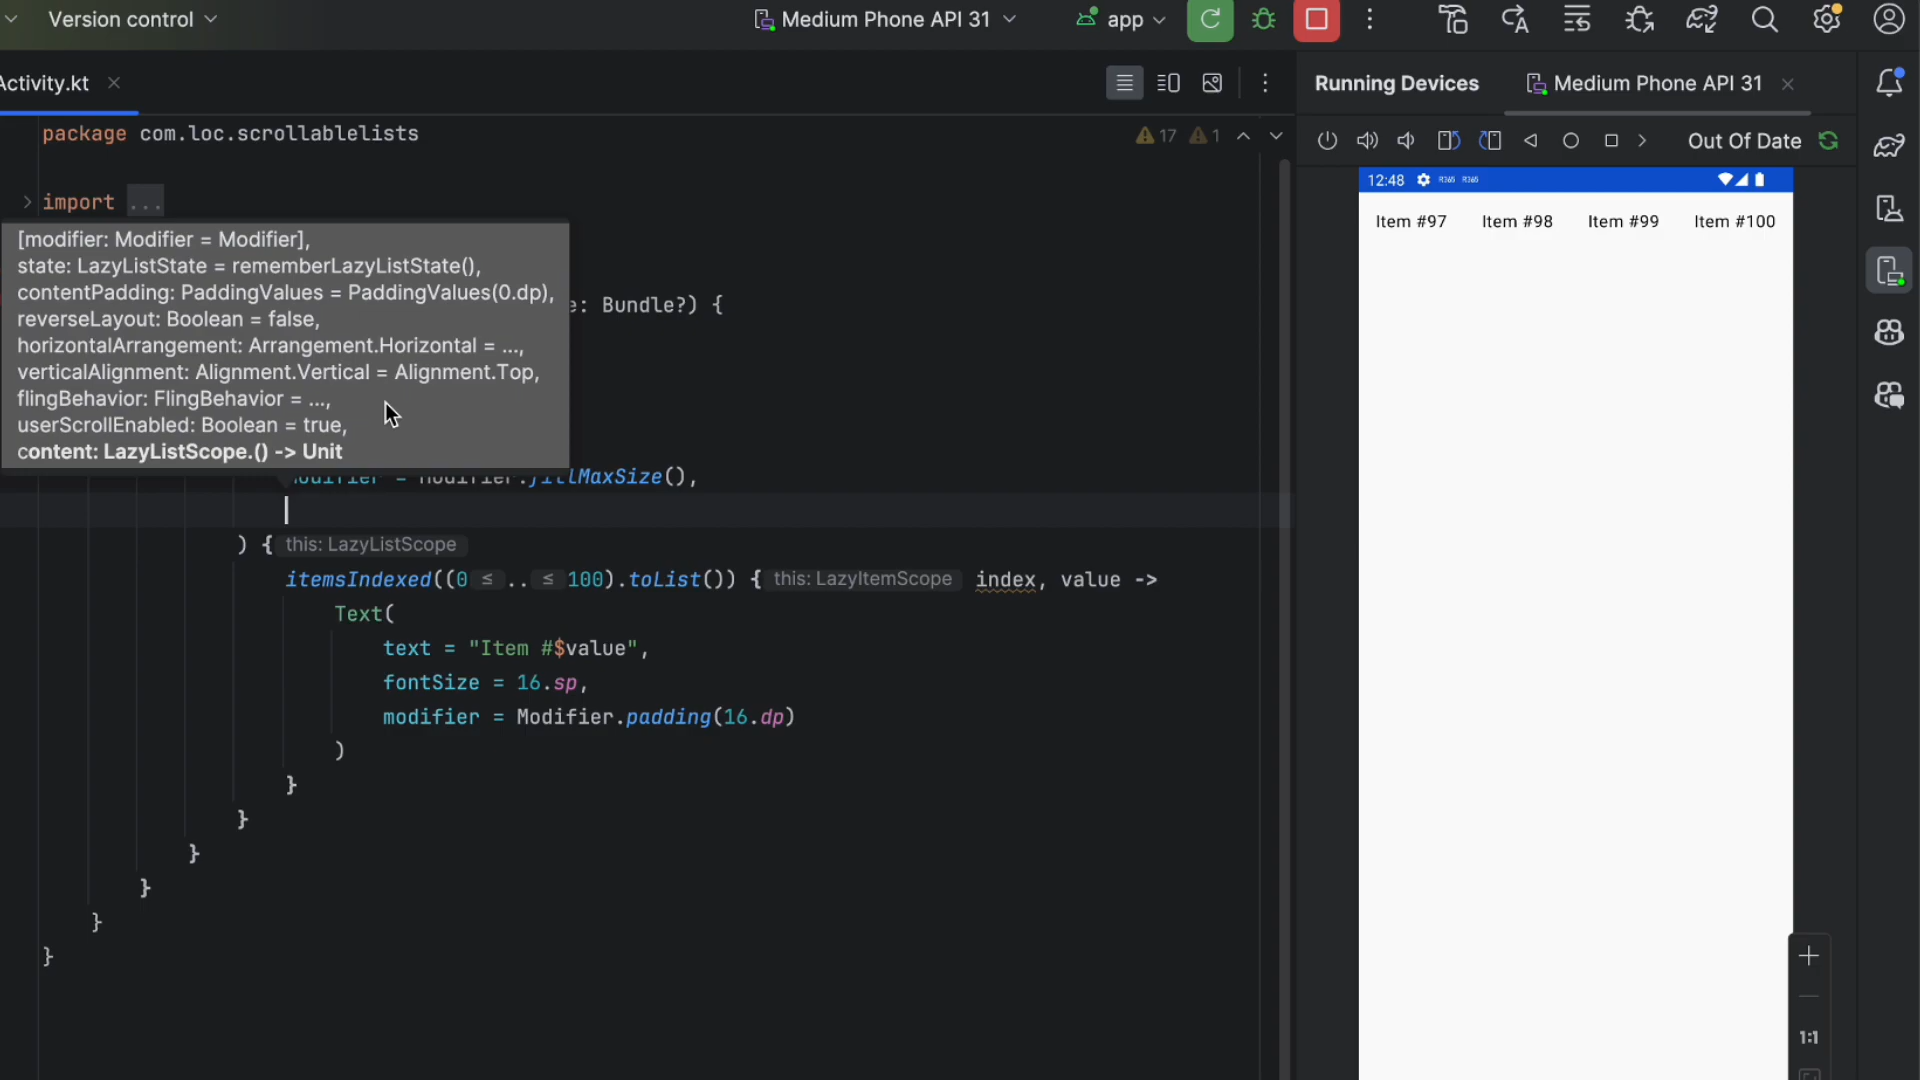 Version control
Medium Phone API 31
app
Activity.kt
Running Devices
Medium Phone API 31
package com.loc.scrollablelists
17
1
Out Of Date
import ...
12:48
Item #97 Item #98 Item #99 Item #100
[modifier: Modifier = Modifier],
state: LazyListState = rememberLazyListState(),
contentPadding: PaddingValues = PaddingValues(0.dp),
reverseLayout: Boolean = false,
horizontalArrangement: Arrangement.Horizontal = ...,
verticalAlignment: Alignment.Vertical = Alignment.Top,
flingBehavior: FlingBehavior = ...,
userScrollEnabled: Boolean = true,
content: LazyListScope.() -> Unit
e: Bundle?) {
modifier = Modifier.fillMaxSize(),
) { this: LazyListScope
itemsIndexed((0 ≤ .. ≤ 100).toList()) { this: LazyItemScope index, value ->
Text(
text = "Item #$value",
fontSize = 16.sp,
modifier = Modifier.padding(16.dp)
)
}
}
}
}
}
}
1:1